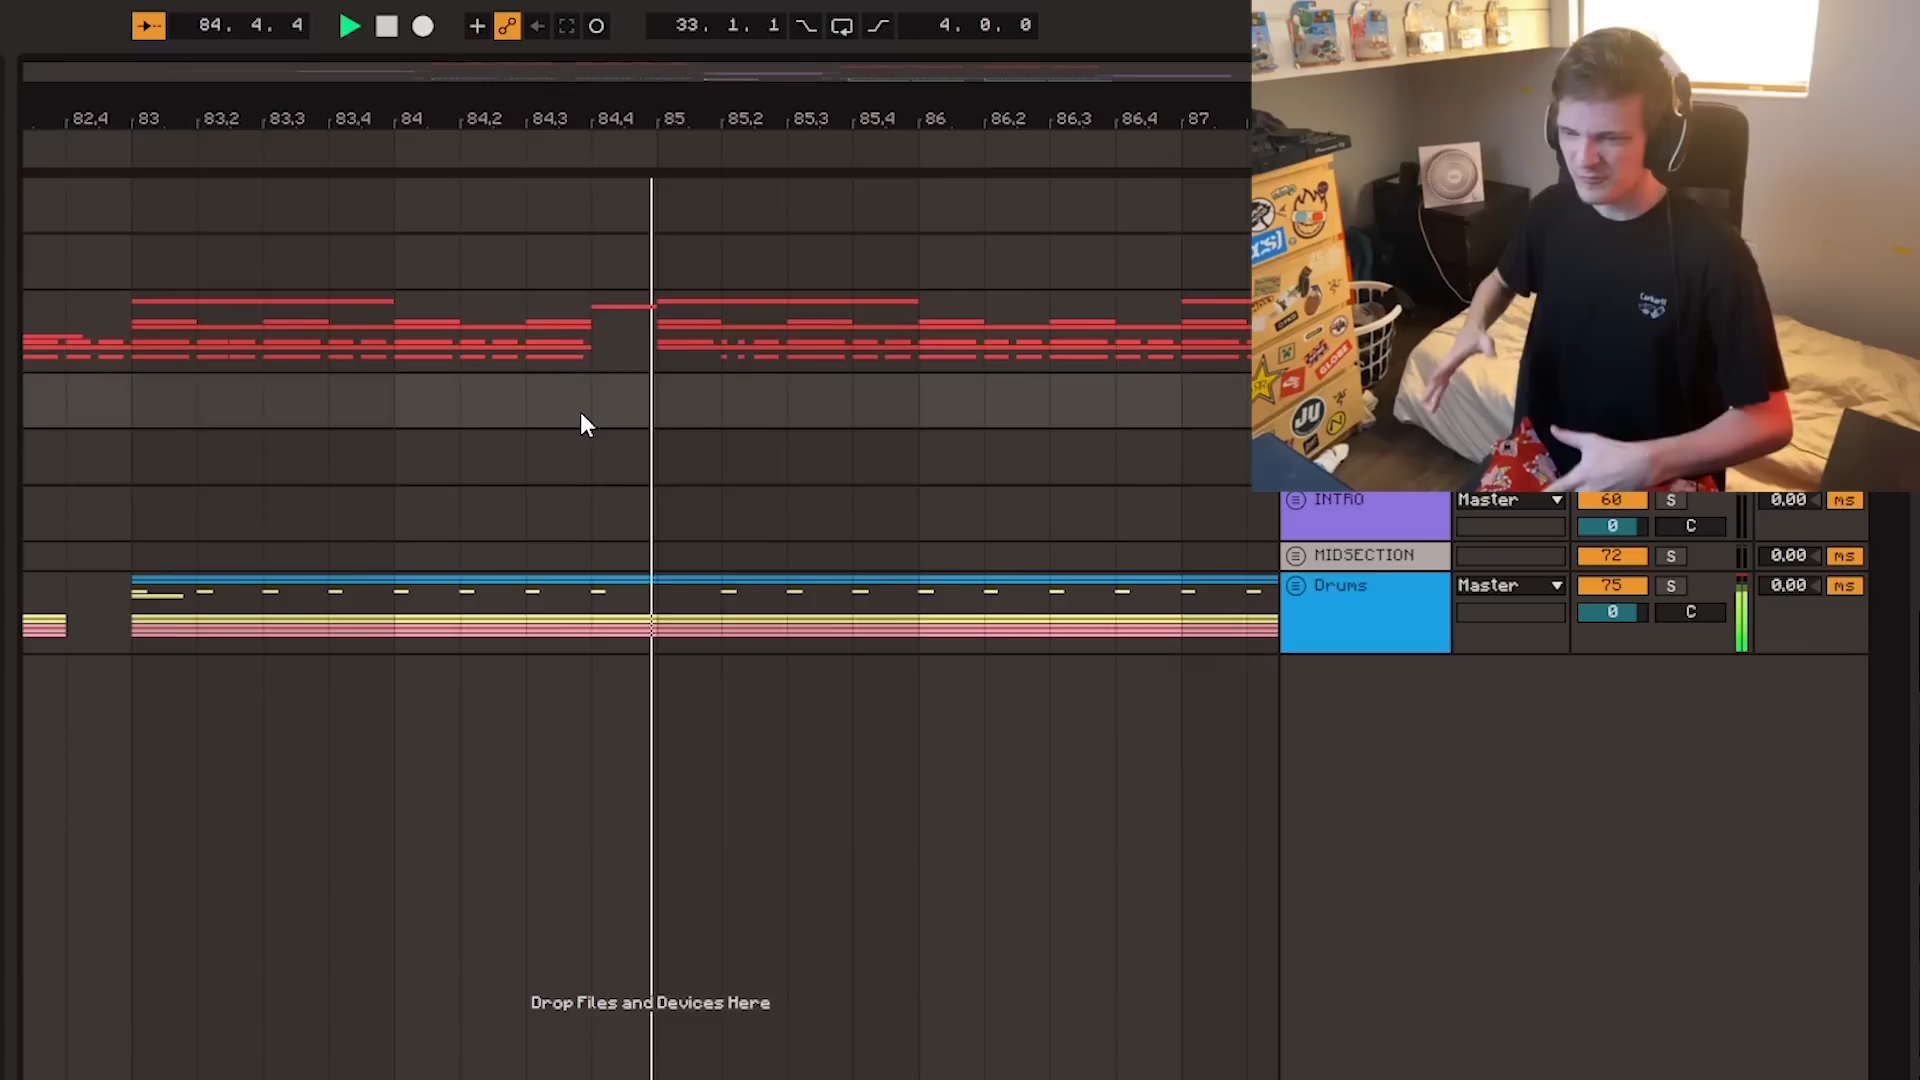 84. 4. 4
33. 1. 1
4. 0. 0
82,4 83 83,2 83,3 83,4 84 84,2 84,3 84,4 85 85,2 85,3 85,4 86 86,2 86,3 86,4 87
Carhartt
GLOBE
JU
INTRO Master 60 S 0.00 ms
0 C
MIDSECTION 72 S 0.00 ms
Drums Master 75 S 0.00 ms
0 C
Drop Files and Devices Here